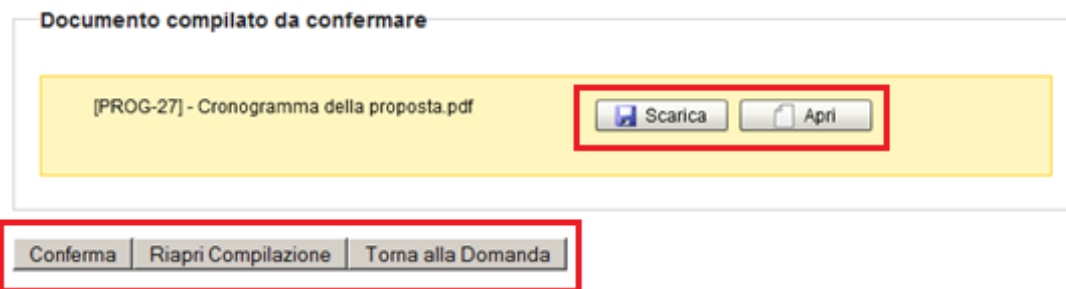 Documento compilato da confermare
[PROG-27] - Cronogramma della proposta.pdf Scarica Apri
Conferma Riapri Compilazione Torna alla Domanda